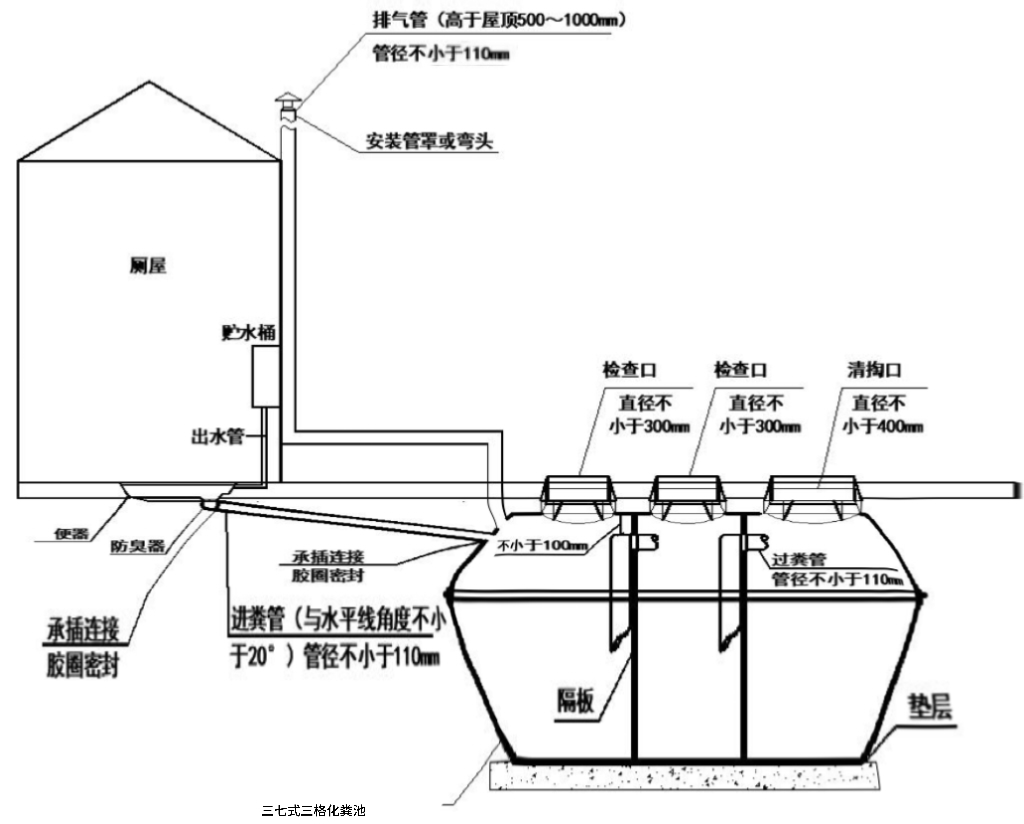 排气管（高于屋顶500～1000mm）
管径不小于110mm
安装管罩或弯头
厕屋
贮水桶
出水管
检查口
直径不
小于300mm
检查口
直径不
小于300mm
清掏口
直径不
小于400mm
便器
防臭器
承插连接
胶圈密封
不小于100mm
过粪管
管径不小于110mm
承插连接
胶圈密封
进粪管（与水平线角度不小
于20°）管径不小于110mm
隔板
垫层
三七式三格化粪池